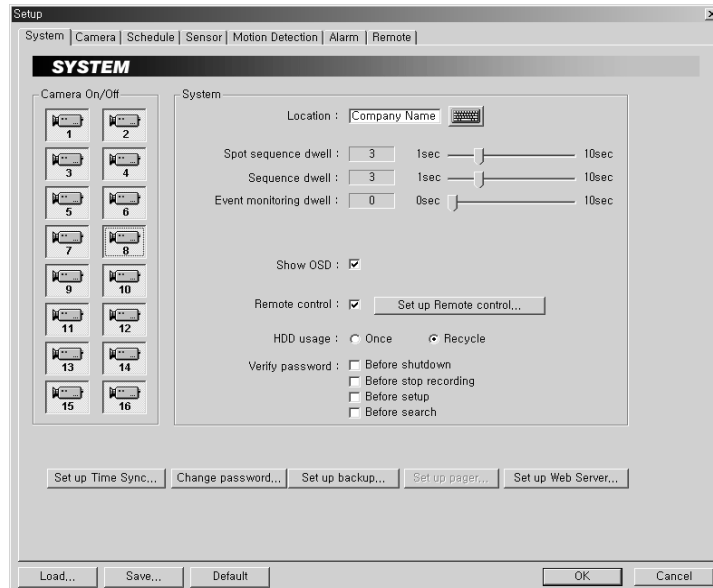 Setup
System Camera Schedule Sensor Motion Detection Alarm Remote
SYSTEM
Camera On/Off
1 2
3 4
5 6
7 8
9 10
11 12
13 14
15 16
System
Location : Company Name
Spot sequence dwell : 3 1sec 10sec
Sequence dwell : 3 1sec 10sec
Event monitoring dwell : 0 0sec 10sec
Show OSD :
Remote control : Set up Remote control,,,
HDD usage : Once Recycle
Verify password : Before shutdown
Before stop recording
Before setup
Before search
Set up Time Sync,,, Change password,,, Set up backup,,, Set up pager,,, Set up Web Server,,,
Load,,, Save,,, Default OK Cancel